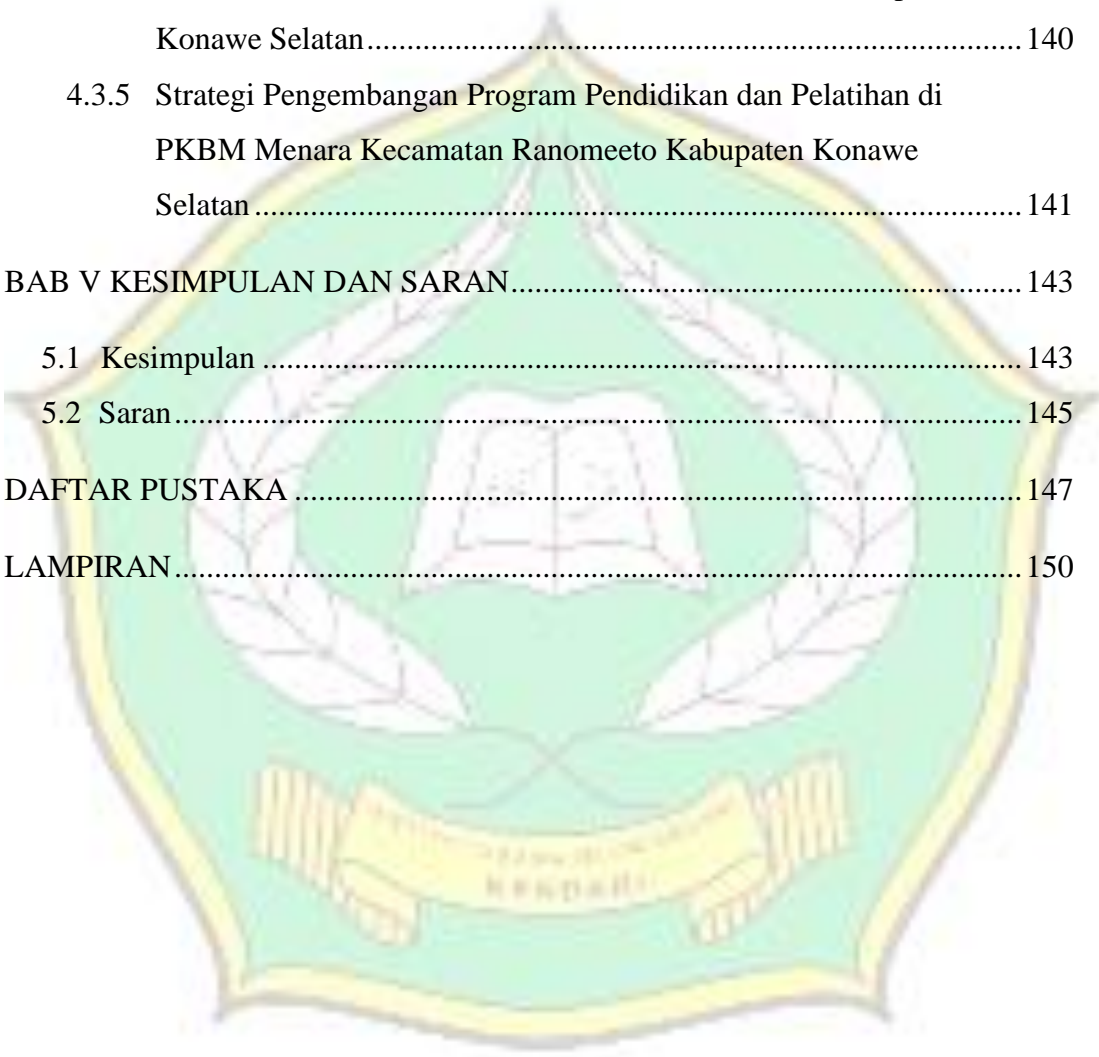 Konawe Selatan.......................................................................... 140
4.3.5 Strategi Pengembangan Program Pendidikan dan Pelatihan di
PKBM Menara Kecamatan Ranomeeto Kabupaten Konawe
Selatan....................................................................................... 141
BAB V KESIMPULAN DAN SARAN......................................................... 143
5.1 Kesimpulan ..................................................................................... 143
5.2 Saran............................................................................................... 145
DAFTAR PUSTAKA ................................................................................. 147
LAMPIRAN............................................................................................... 150
KENDARI